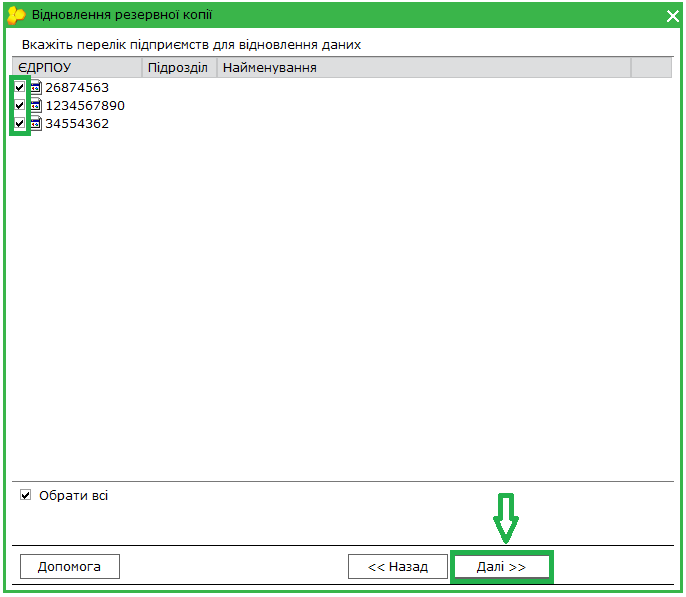 Відновлення резервної копії
Вкажіть перелік підприємств для відновлення даних
ЄДРПОУ Підрозділ Найменування
26874563
1234567890
34554362
Обрати всі
Допомога << Назад Далі >>